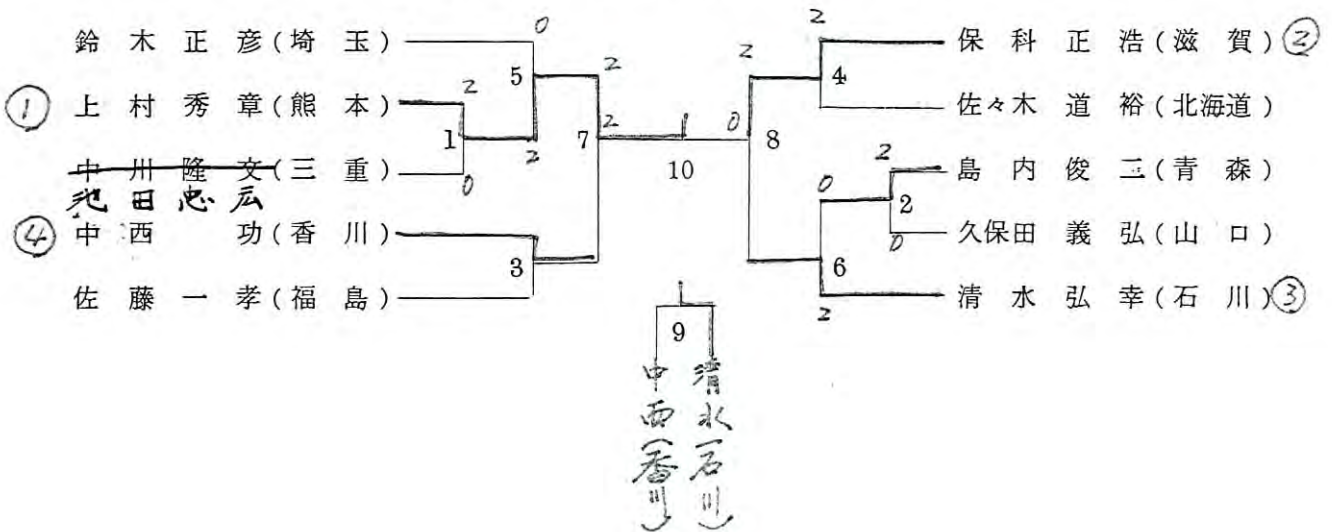 鈴木正彦(埼玉)
① 上村秀章(熊本)
中川隆文(三重)
池田忠広
④ 中西功(香川)
佐藤一孝(福島)
0
2
0
5
1
2
3
2
2
7
10
2
0
8
2
4
0
2
2
0
6
2
保科正浩(滋賀)②
佐々木道裕(北海道)
島内俊二(青森)
久保田義弘(山口)
清水弘幸(石川)③
9
中西(香川)
清水(石川)